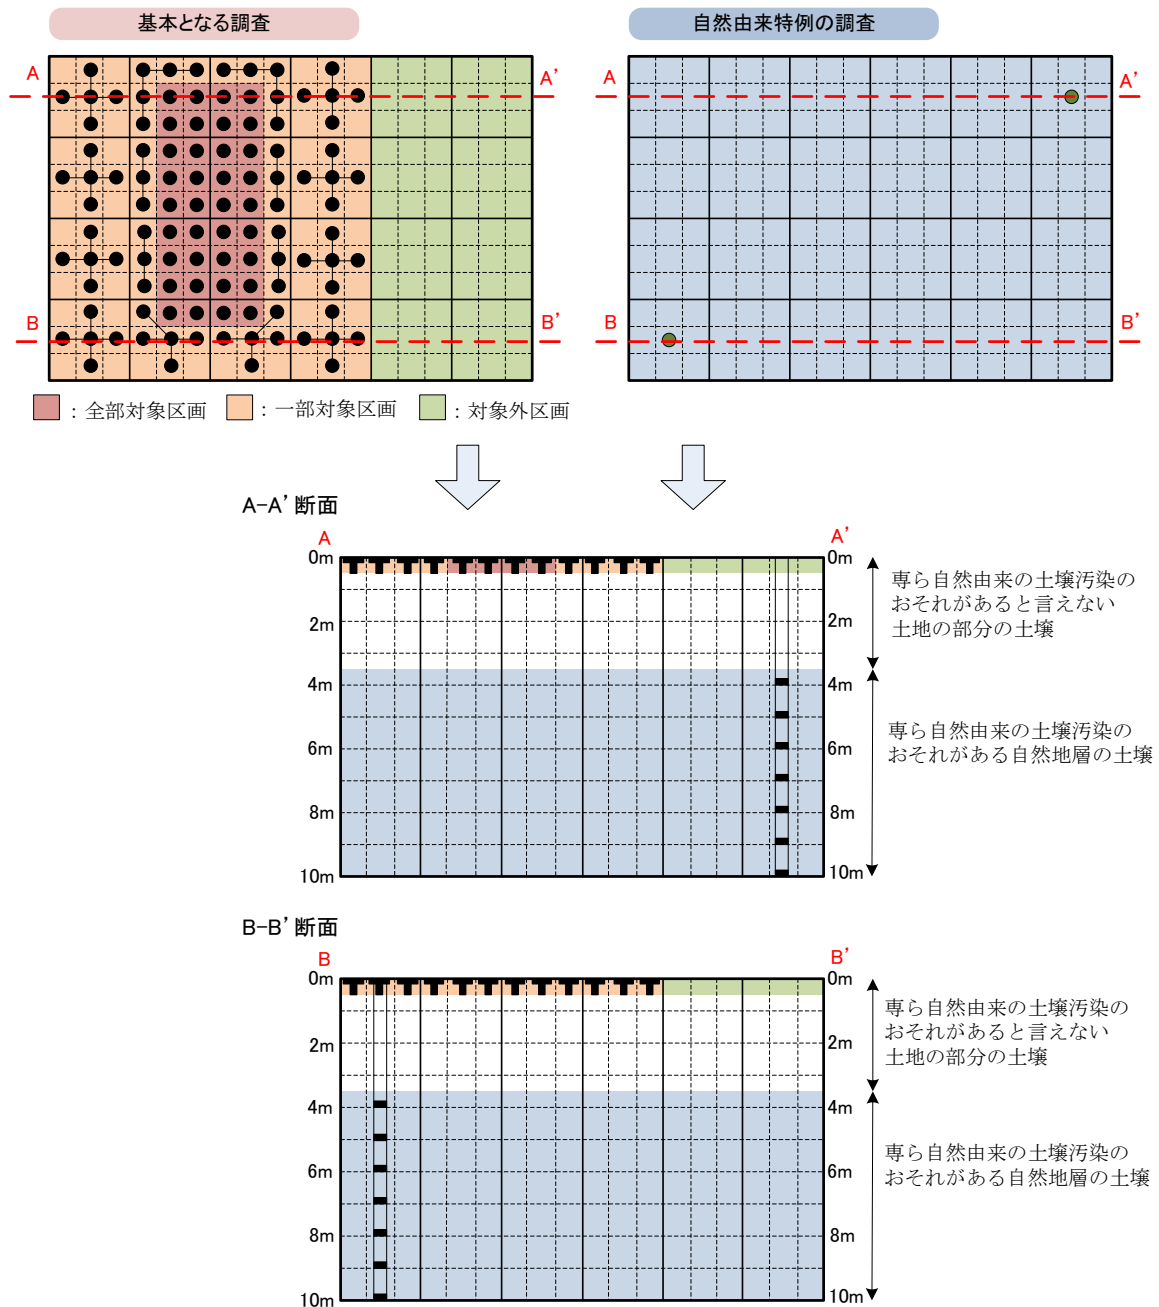 基本となる調査
自然由来特例の調査
A
A’
A
A’
B
B’
B
B’
：全部対象区画
：一部対象区画
：対象外区画
A-A’断面
A
A’
0m
0m
2m
2m
4m
4m
6m
6m
8m
8m
10m
10m
専ら自然由来の土壌汚染の
おそれがあると言えない
土地の部分の土壌
専ら自然由来の土壌汚染の
おそれがある自然地層の土壌
B-B’断面
B
B’
0m
0m
2m
2m
4m
4m
6m
6m
8m
8m
10m
10m
専ら自然由来の土壌汚染の
おそれがあると言えない
土地の部分の土壌
専ら自然由来の土壌汚染の
おそれがある自然地層の土壌